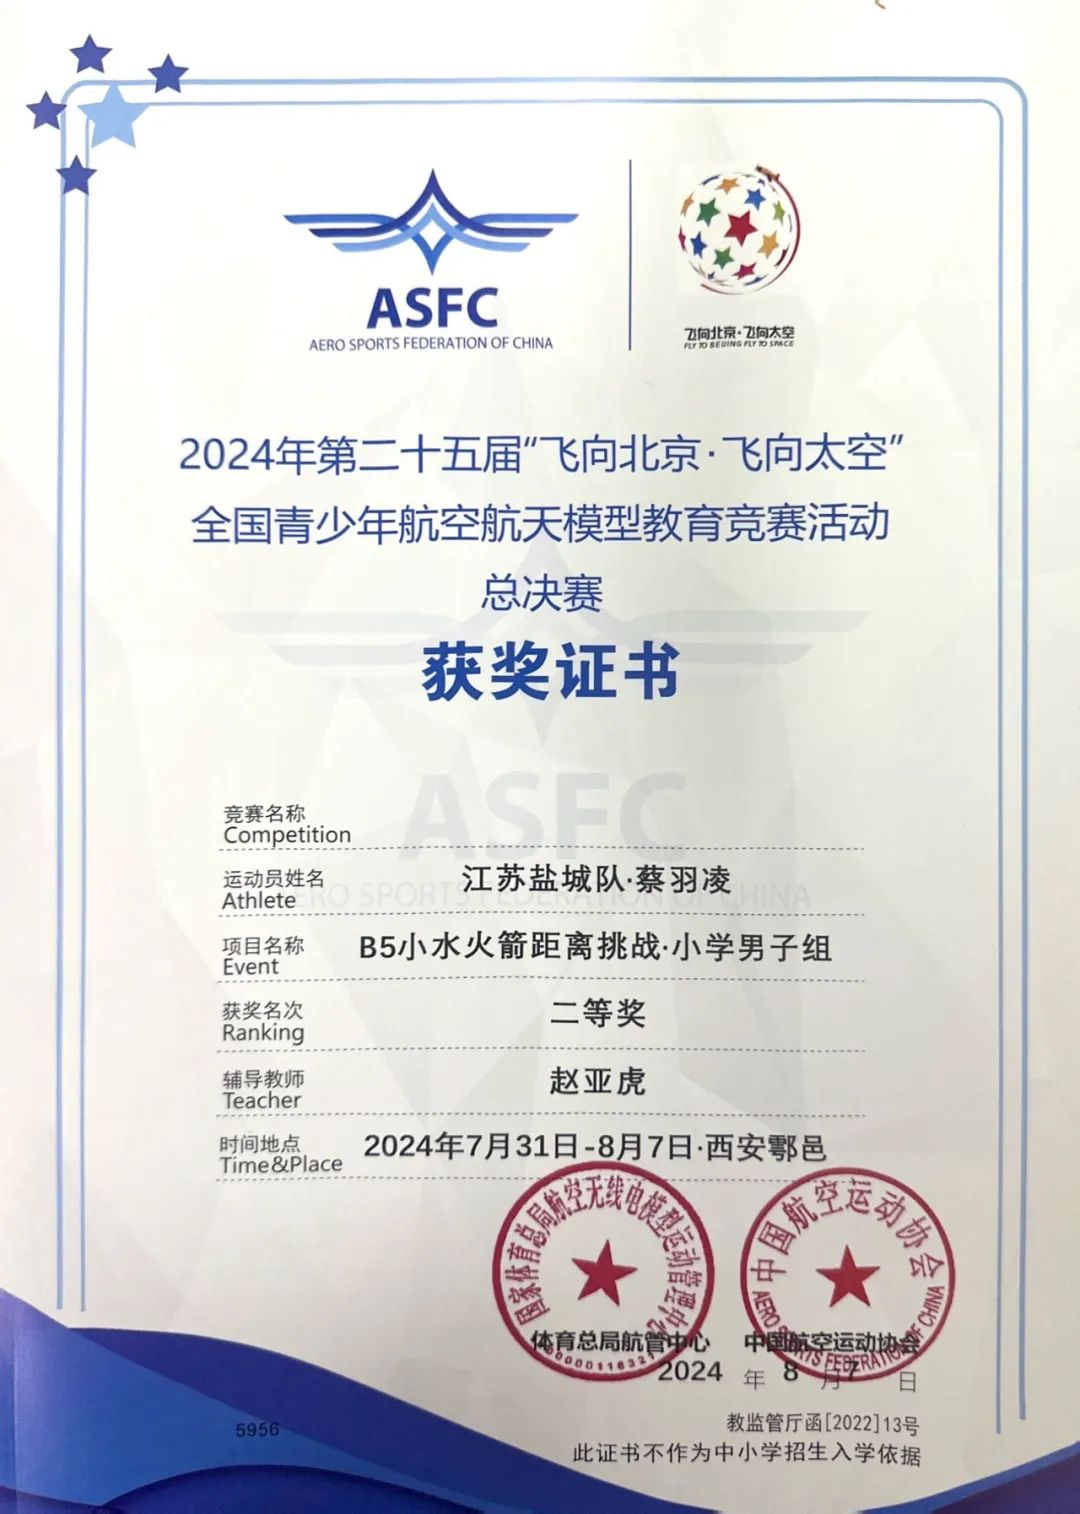 ASFC
AERO SPORTS FEDERATION OF CHINA
飞向北京·飞向太空
FLY TO BEIJING FLY TO SPACE
2024年第二十五届“飞向北京·飞向太空”
全国青少年航空航天模型教育竞赛活动
总决赛
获奖证书
ASFC
AERO SPORTS FEDERATION OF CHINA
竞赛名称
Competition
运动员姓名
Athlete
江苏盐城队·蔡羽凌
项目名称
Event
B5小水火箭距离挑战·小学男子组
获奖名次
Ranking
二等奖
辅导教师
Teacher
赵亚虎
时间地点
Time&Place
2024年7月31日-8月7日·西安鄠邑
国家体育总局航空无线电模型运动管理中心
中国航空运动协会
AERO SPORTS FEDERATION OF CHINA
体育总局航管中心 中国航空运动协会
2024 年 8 月 7 日
5956
教监管厅函[2022]13号
此证书不作为中小学招生入学依据